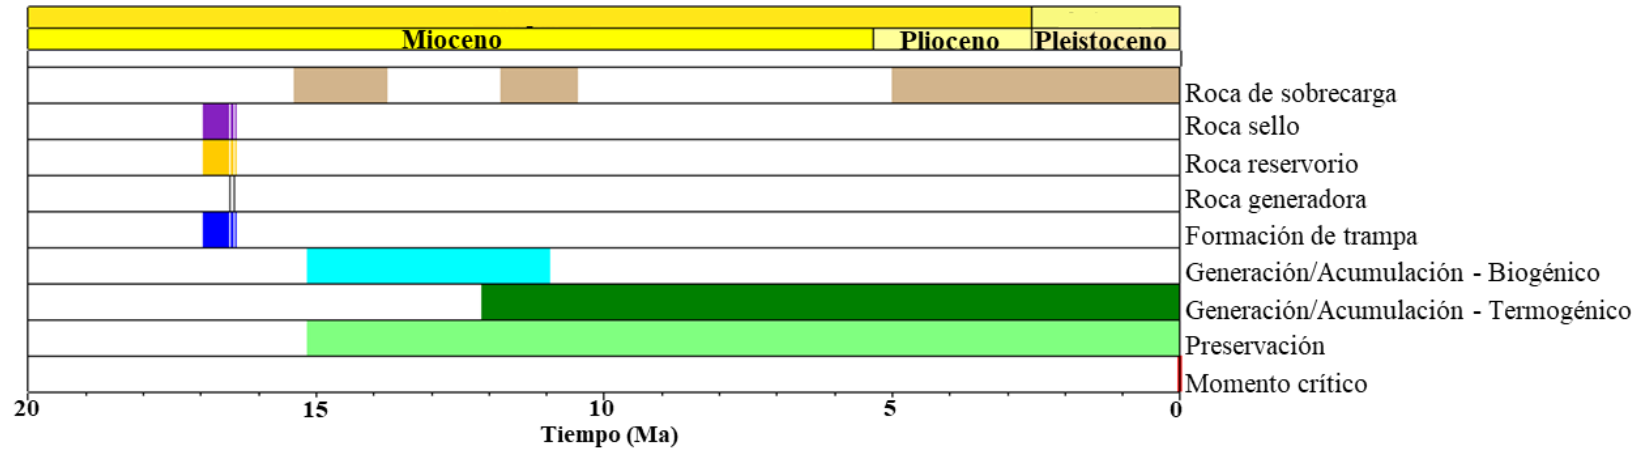 Mioceno Plioceno Pleistoceno
Roca de sobrecarga
Roca sello
Roca reservorio
Roca generadora
Formación de trampa
Generación/Acumulación - Biogénico
Generación/Acumulación - Termogénico
Preservación
Momento crítico
20 15 10 5 0
Tiempo (Ma)